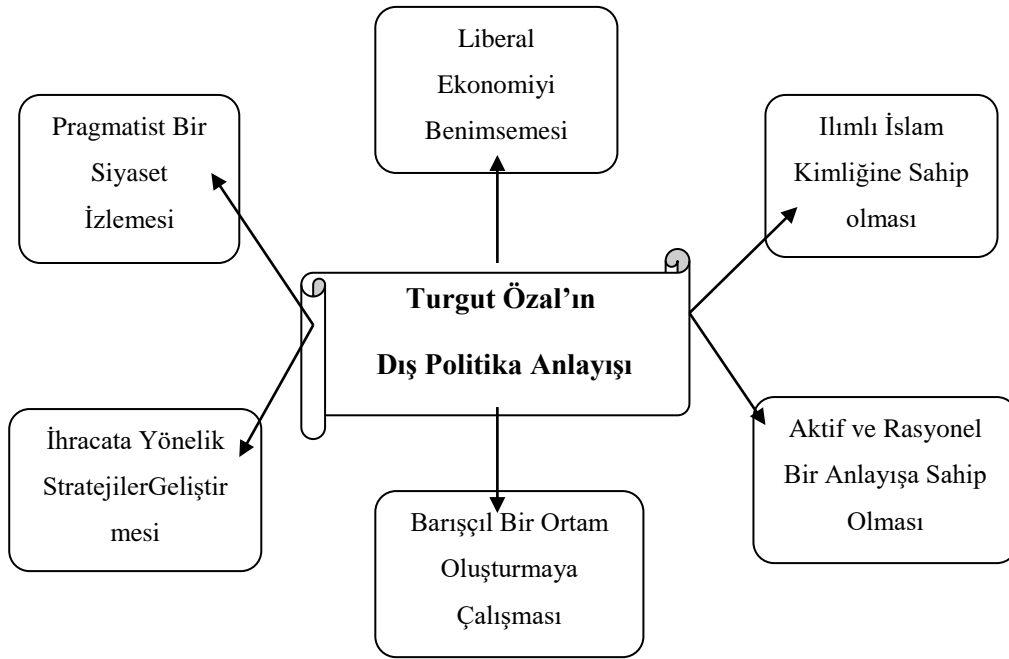 Liberal
Ekonomiyi
Benimsemesi
Pragmatist Bir
Siyaset
İzlemesi
Ilımlı İslam
Kimliğine Sahip
olması
Turgut Özal’ın
Dış Politika Anlayışı
İhracata Yönelik
StratejilerGeliştir
mesi
Barışçıl Bir Ortam
Oluşturmaya
Çalışması
Aktif ve Rasyonel
Bir Anlayışa Sahip
Olması